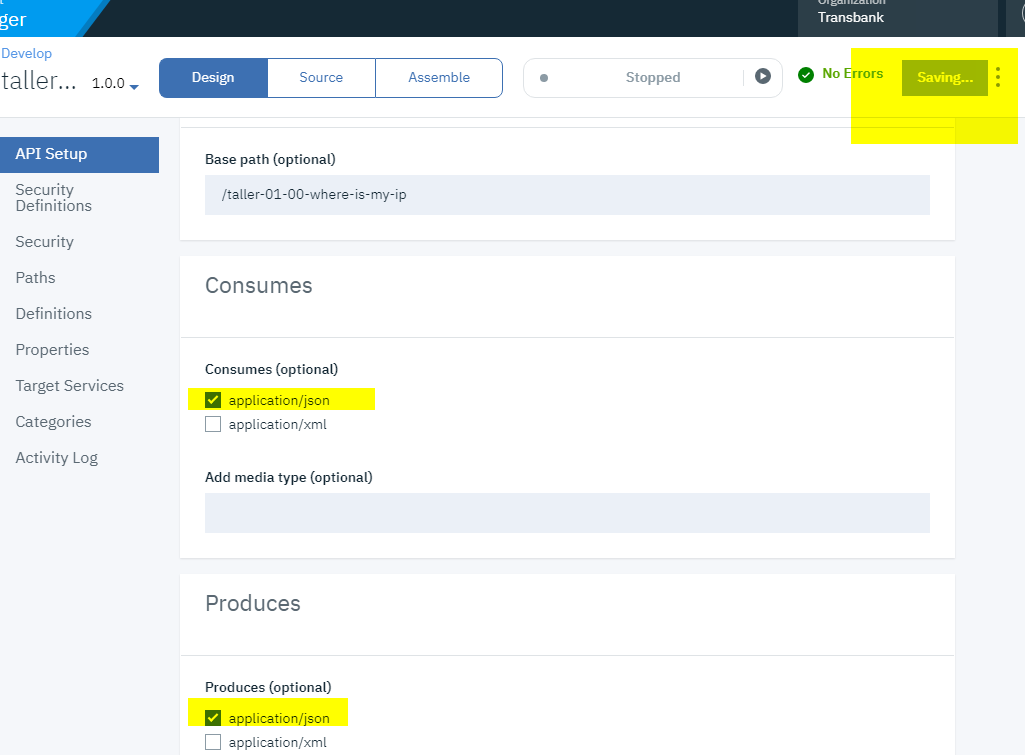 ger
Organization
Transbank
Develop
taller... 1.0.0
Design
Source
Assemble
Stopped
No Errors
Saving...
API Setup
Security
Definitions
Security
Paths
Definitions
Properties
Target Services
Categories
Activity Log
Base path (optional)
/taller-01-00-where-is-my-ip
Consumes
Consumes (optional)
application/json
application/xml
Add media type (optional)
Produces
Produces (optional)
application/json
application/xml